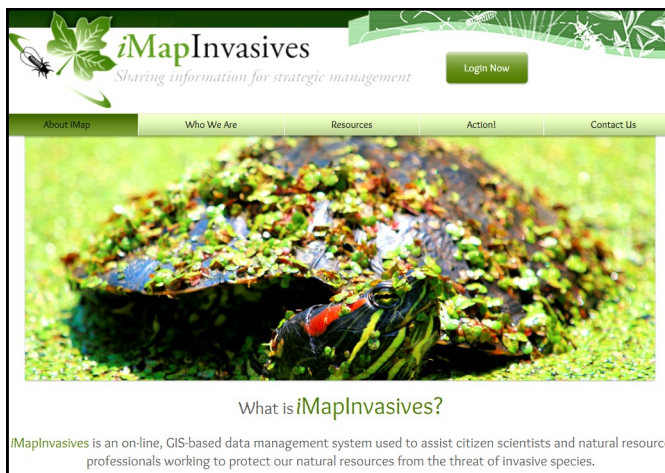 iMapInvasives
Sharing information for strategic management
Login Now
About iMap Who We Are Resources Action! Contact Us
What is iMapInvasives?
iMapInvasives is an on-line, GIS-based data management system used to assist citizen scientists and natural resource
professionals working to protect our natural resources from the threat of invasive species.